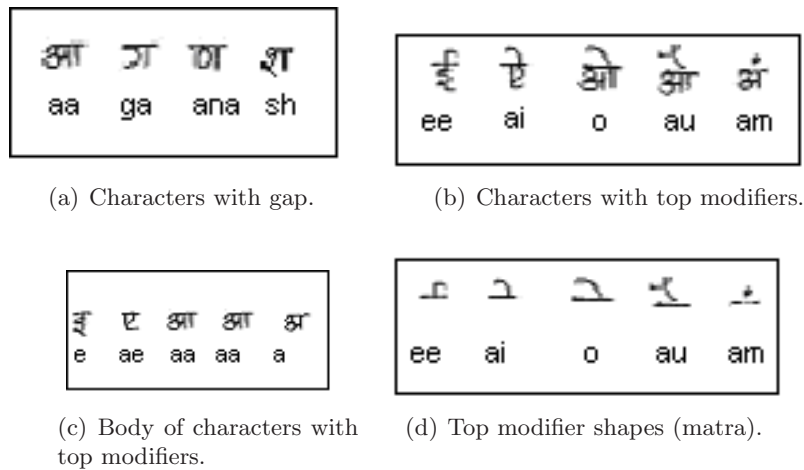 आ ग ण श
aa ga ana sh
(a) Characters with gap.
ई ऐ ओ औ अं
ee ai o au am
(b) Characters with top modifiers.
इ ए आ आ अ
e ae aa aa a
(c) Body of characters with
top modifiers.
ee ai o au am
(d) Top modifier shapes (matra).